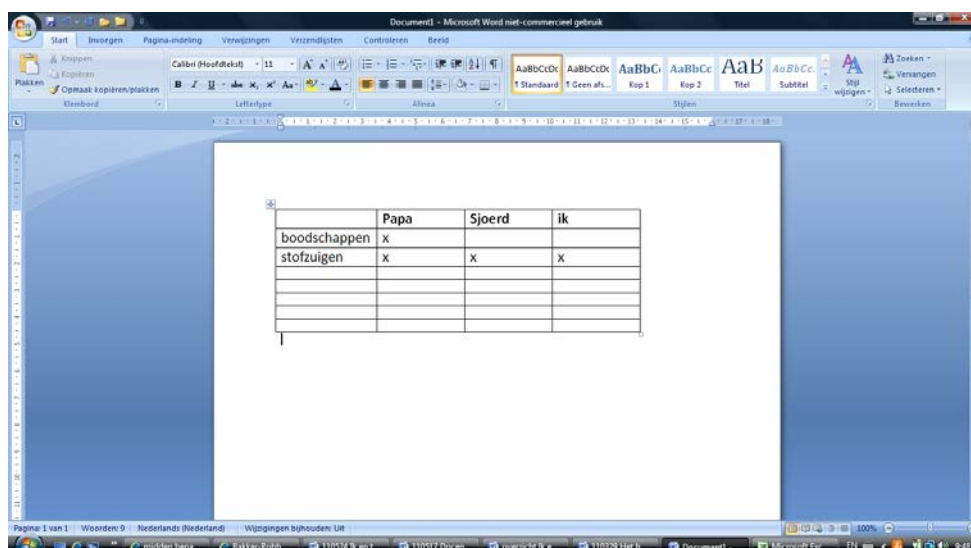 Document1 - Microsoft Word niet-commercieel gebruik
Start Invoegen Pagina-indeling Verwijzingen Verzendlijsten Controleren Beeld
Plakken
Knippen
Kopiëren
Opmaak kopiëren/plakken
Klembord
Calibri (Hoofdtekst) 11
Lettertype
Alinea
AaBbCcDc AaBbCcDc AaBbC AaBbCc AaB AaBbCc.
¶ Standaard ¶ Geen afs... Kop 1 Kop 2 Titel Subtitel
Stijl wijzigen
Stijlen
Zoeken
Vervangen
Selecteren
Bewerken
Papa Sjoerd ik
boodschappen x
stofzuigen x x x
Pagina: 1 van 1 Woorden: 9 Nederlands (Nederland) Wijzigingen bijhouden: Uit 100%
Document1 - EN